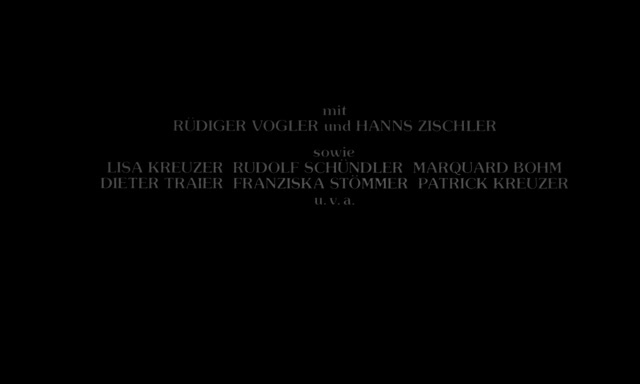 mit
RÜDIGER VOGLER und HANNS ZISCHLER
sowie
LISA KREUZER RUDOLF SCHÜNDLER MARQUARD BOHM
DIETER TRAIER FRANZISKA STÖMMER PATRICK KREUZER
u. v. a.